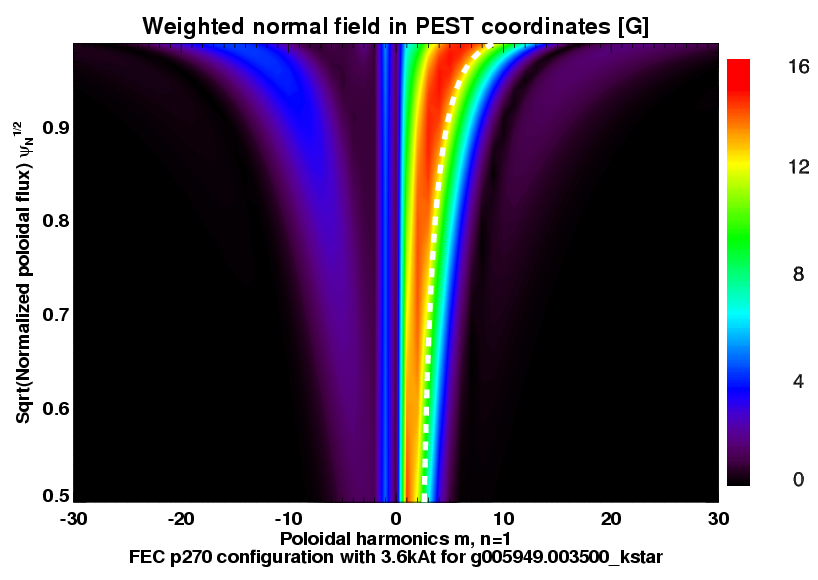 Weighted normal field in PEST coordinates [G]
Sqrt(Normalized poloidal flux) ψN^1/2
0.9
0.8
0.7
0.6
0.5
-30 -20 -10 0 10 20 30
Poloidal harmonics m, n=1
FEC p270 configuration with 3.6kAt for g005949.003500_kstar
16
12
8
4
0